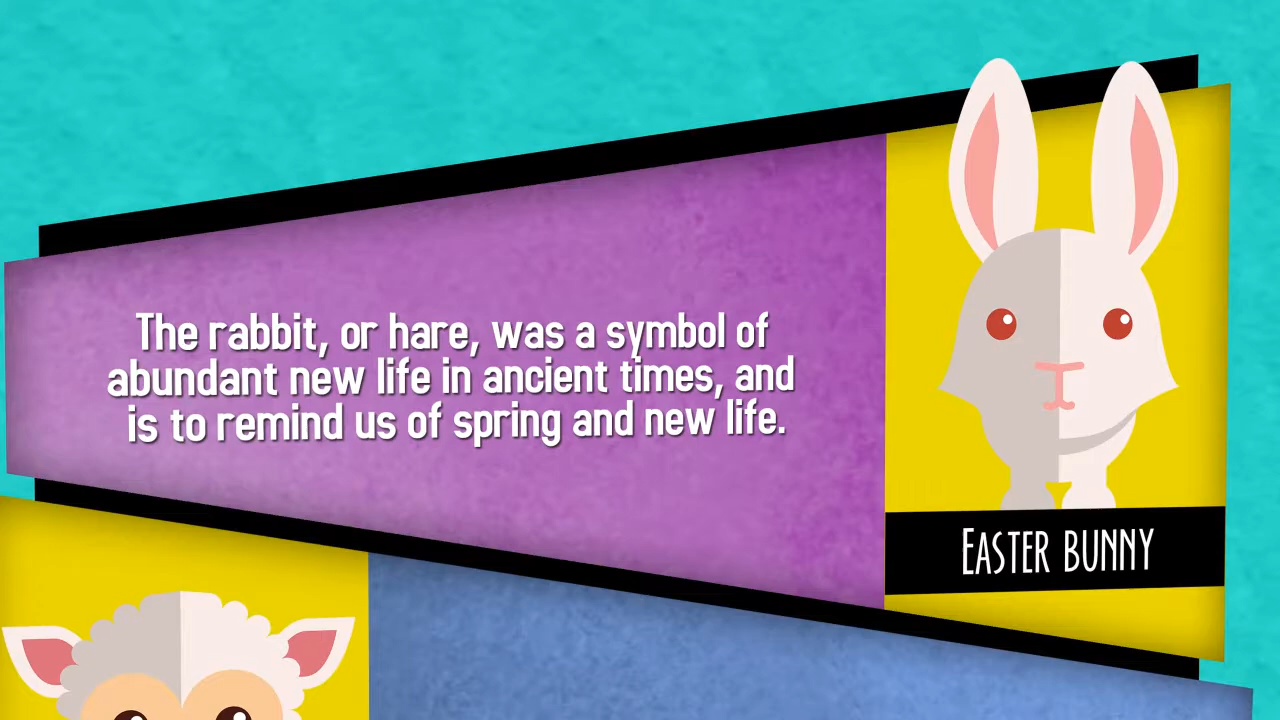 The rabbit, or hare, was a symbol of
abundant new life in ancient times, and
is to remind us of spring and new life.
EASTER BUNNY